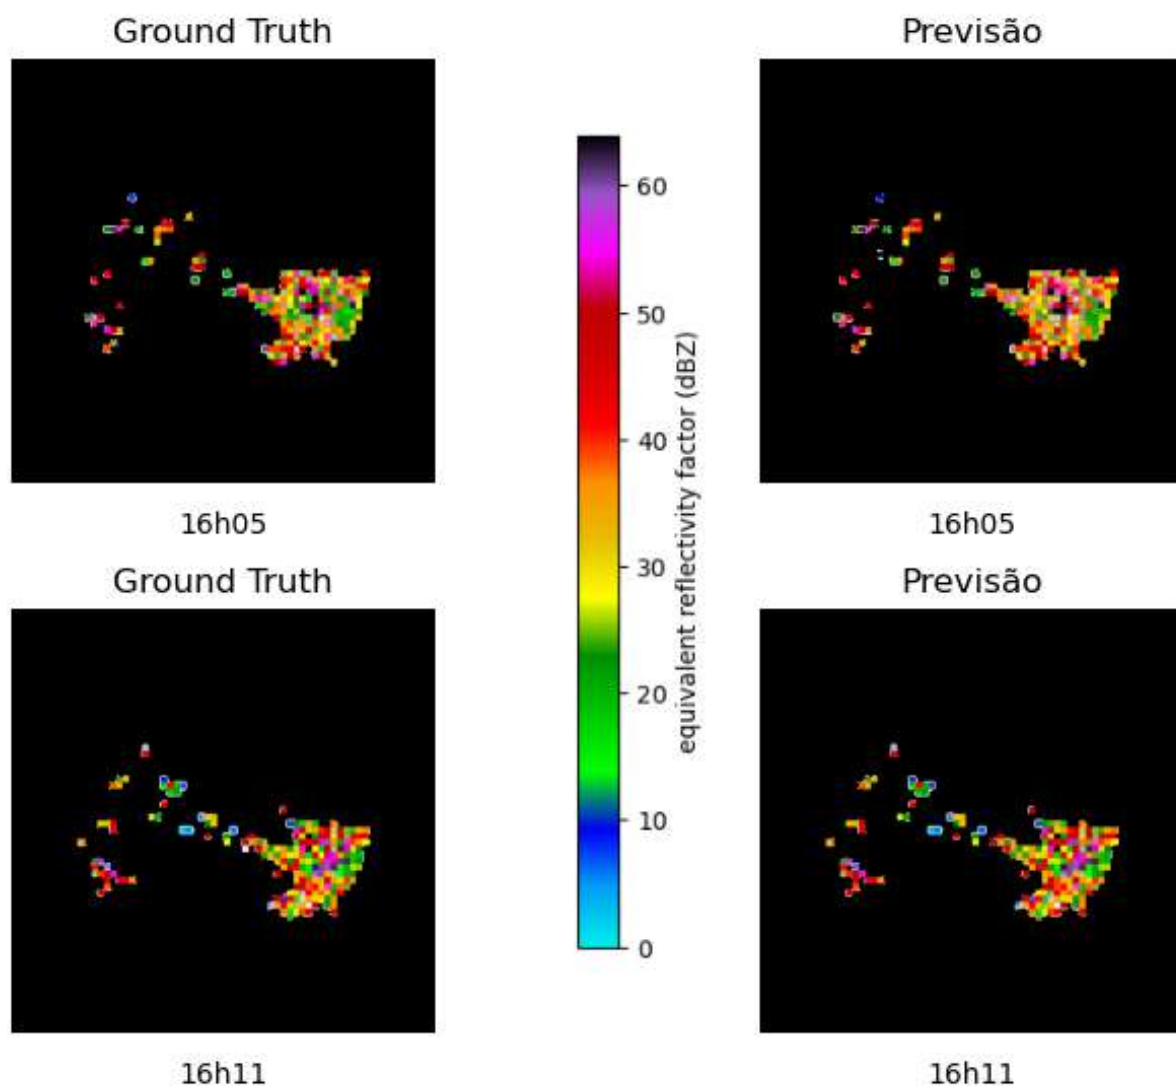 Ground Truth
Previsão
16h05
16h05
60
50
40
30
20
10
0
equivalent reflectivity factor (dBZ)
Ground Truth
Previsão
16h11
16h11